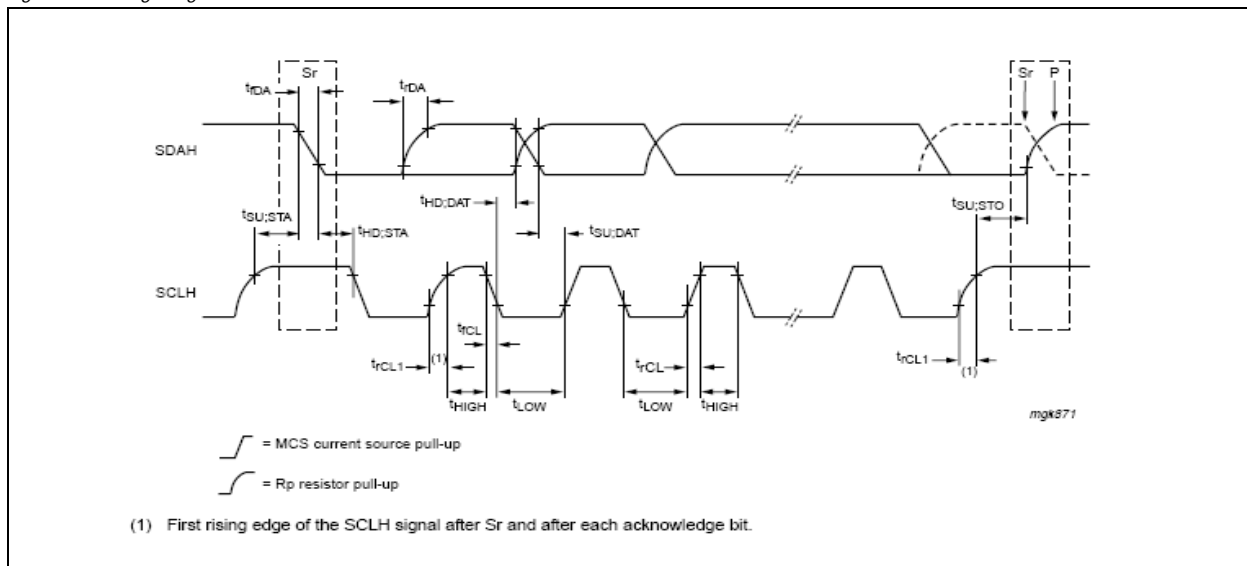 Sr
tfDA
trDA
Sr P
SDAH
tHD;DAT
tSU;STO
tSU;STA
tHD;STA
tSU;DAT
SCLH
tfCL
trCL1 (1)
trCL
trCL1 (1)
tHIGH
tLOW
tLOW
tHIGH
mgk871
= MCS current source pull-up
= Rp resistor pull-up
(1) First rising edge of the SCLH signal after Sr and after each acknowledge bit.